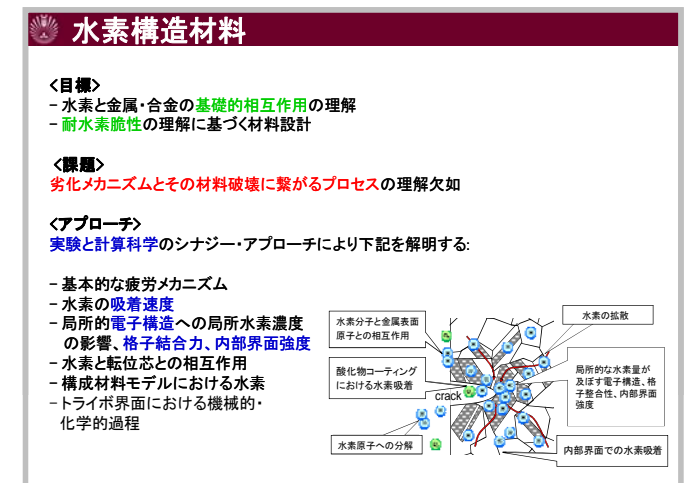 水素構造材料
<目標>
- 水素と金属・合金の基礎的相互作用の理解
- 耐水素脆性の理解に基づく材料設計
<課題>
劣化メカニズムとその材料破壊に繋がるプロセスの理解欠如
<アプローチ>
実験と計算科学のシナジー・アプローチにより下記を解明する:
- 基本的な疲労メカニズム
- 水素の吸着速度
- 局所的電子構造への局所水素濃度
の影響、格子結合力、内部界面強度
- 水素と転位芯との相互作用
- 構成材料モデルにおける水素
- トライボ界面における機械的・
化学的過程
水素分子と金属表面
原子との相互作用
酸化物コーティング
における水素吸着
crack
水素原子への分解
水素の拡散
局所的な水素量が
及ぼす電子構造、格
子整合性、内部界面
強度
内部界面での水素吸着